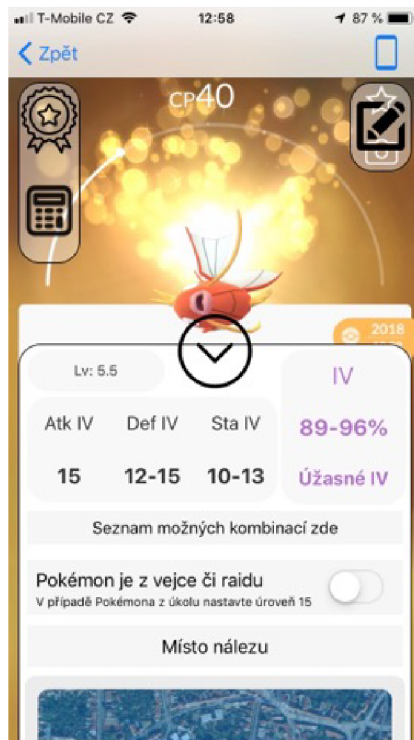 T-Mobile CZ 12:58 87 %
Zpět
CP40
2018
Lv: 5.5
IV
Atk IV Def IV Sta IV
89-96%
15 12-15 10-13
Úžasné IV
Seznam možných kombinací zde
Pokémon je z vejce či raidu
V případě Pokémona z úkolu nastavte úroveň 15
Místo nálezu